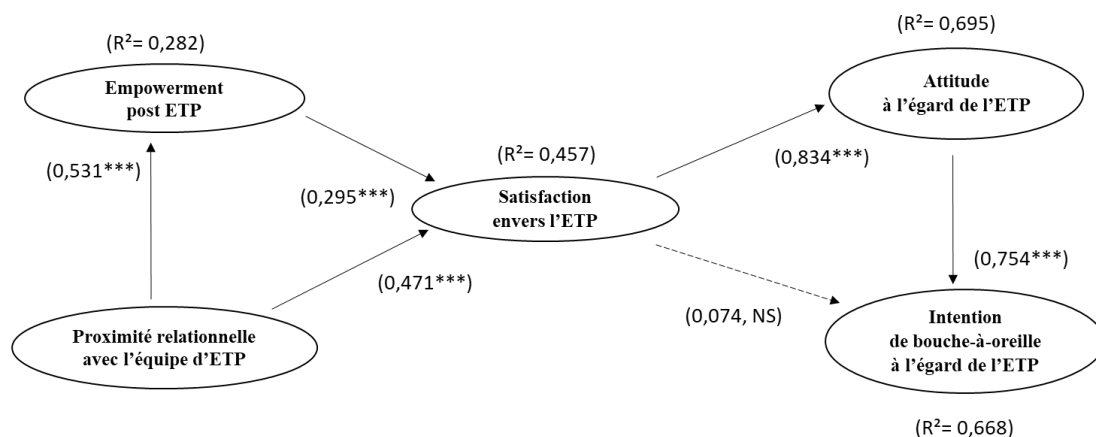 (R²= 0,282)
(R²= 0,695)
Empowerment
post ETP
Attitude
à l’égard de l’ETP
(0,531***)
(R²= 0,457)
(0,834***)
(0,295***)
Satisfaction
envers l’ETP
(0,471***)
(0,754***)
(0,074, NS)
Proximité relationnelle
avec l’équipe d’ETP
Intention
de bouche-à-oreille
à l’égard de l’ETP
(R²= 0,668)